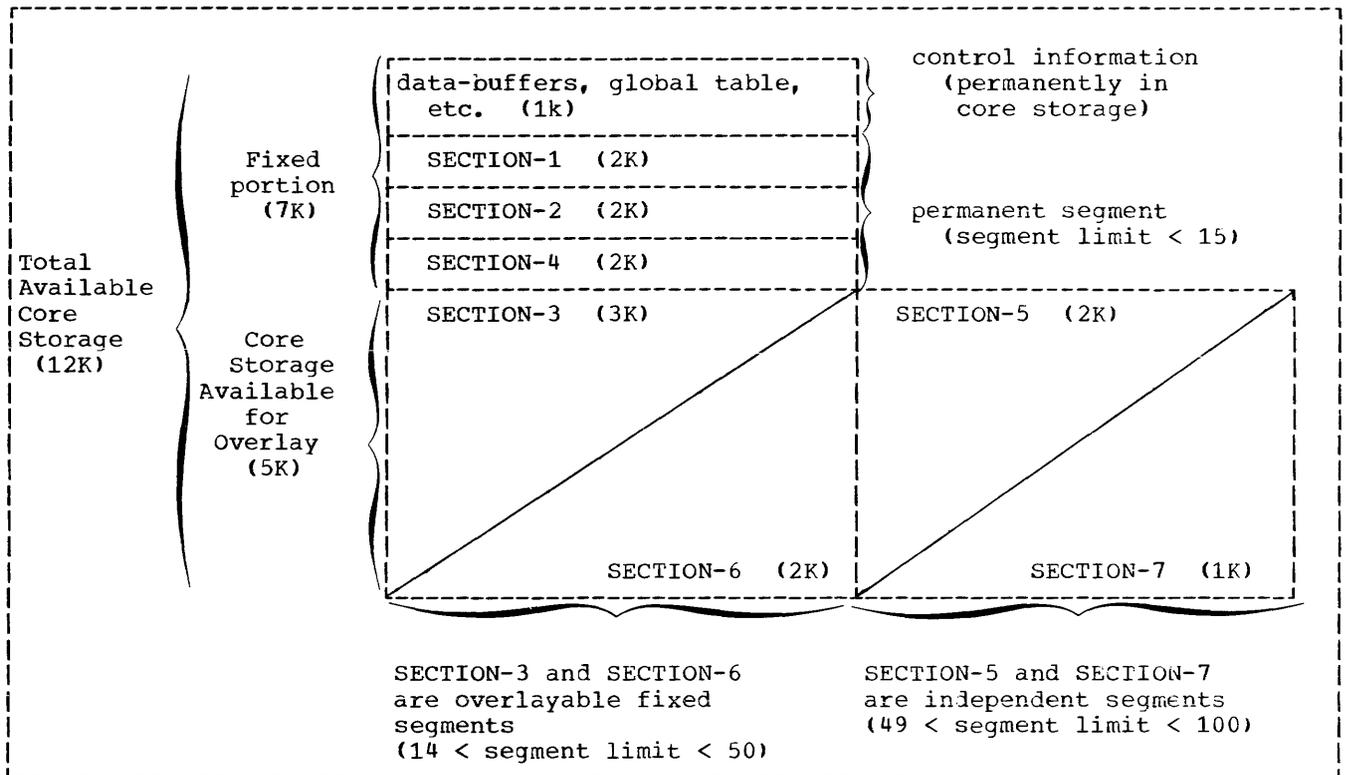 control information
(permanently in
core storage)
data-buffers, global table,
etc. (1k)
SECTION-1 (2K)
Fixed
portion
(7K)
SECTION-2 (2K)
permanent segment
(segment limit < 15)
SECTION-4 (2K)
Total
Available
Core
Storage
(12K)
SECTION-3 (3K)
SECTION-5 (2K)
Core
Storage
Available
for
Overlay
(5K)
SECTION-6 (2K)
SECTION-7 (1K)
SECTION-3 and SECTION-6
are overlayable fixed
segments
(14 < segment limit < 50)
SECTION-5 and SECTION-7
are independent segments
(49 < segment limit < 100)